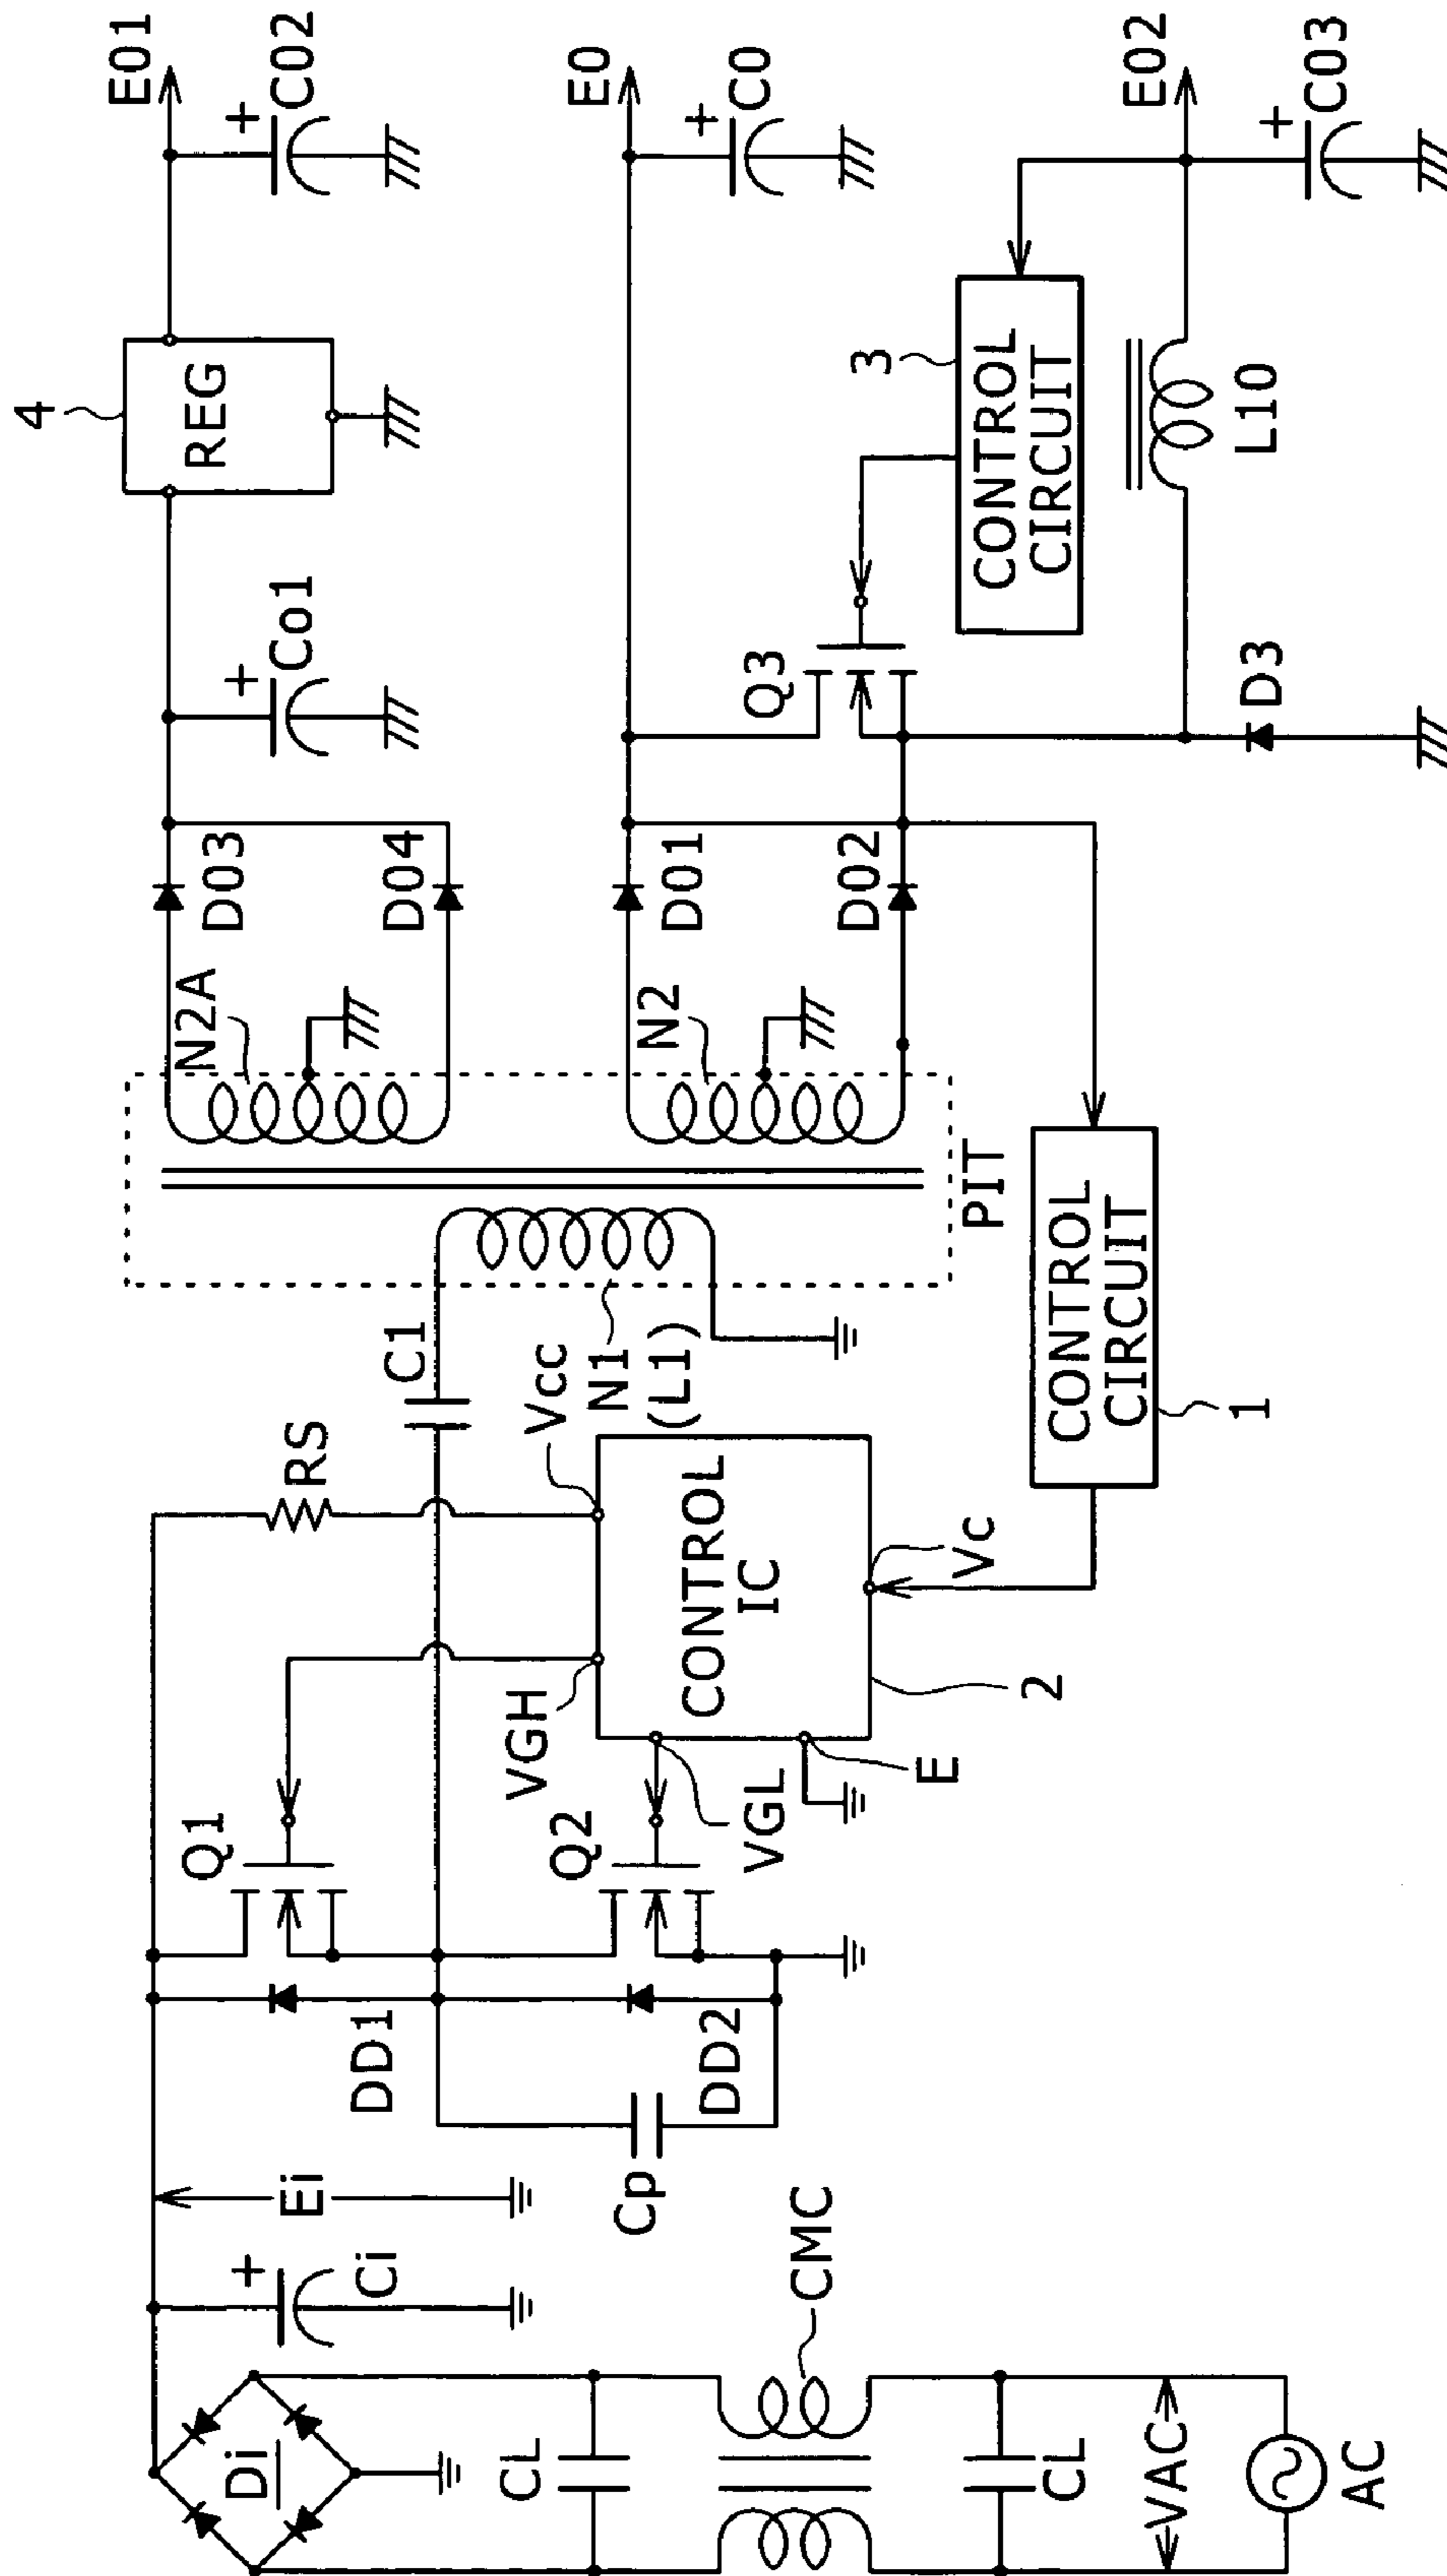 4
REG
E01
+
C02
Co1
+
N2A
D03
D04
E0
+
C0
N2
D01
D02
Q3
3
CONTROL
CIRCUIT
E02
+
C03
L10
D3
PIT
C1
N1
(L1)
RS
Vcc
CONTROL
IC
VGH
VGL
E
Vc
2
CONTROL
CIRCUIT
1
Q1
Q2
DD1
DD2
Cp
Ei
+
Ci
Di
CL
CMC
CL
VAC
AC